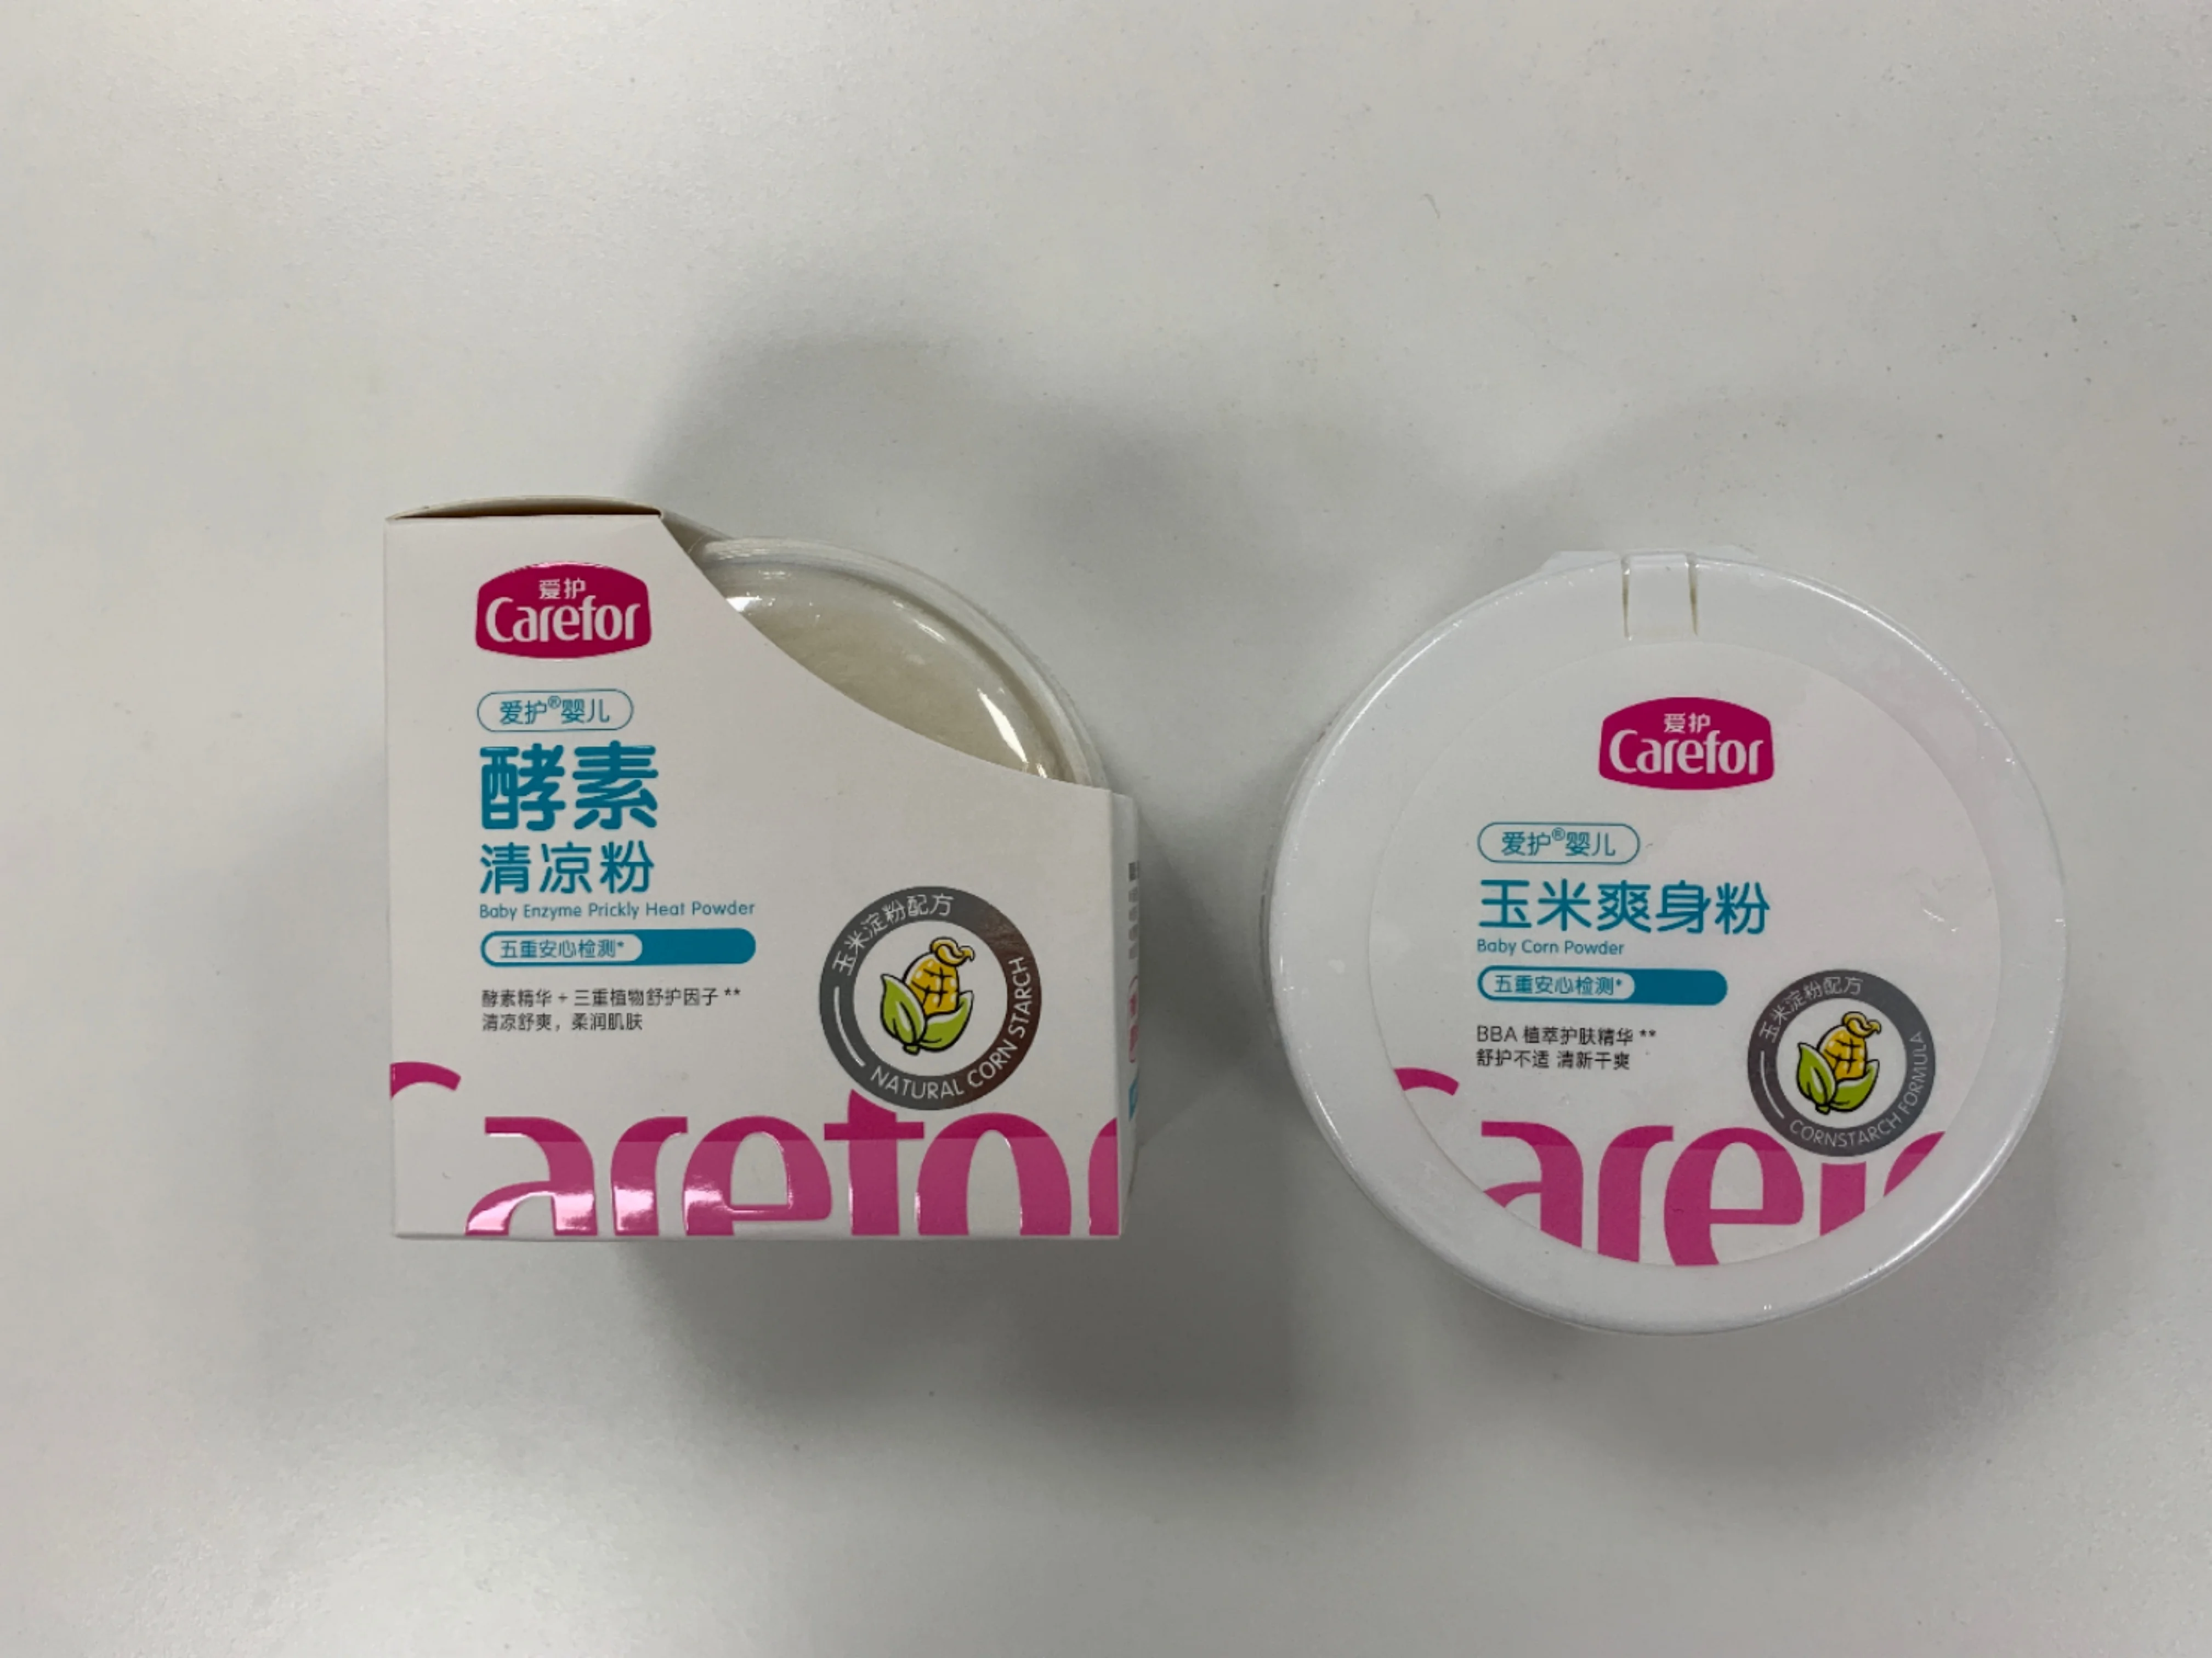 爱护
Carefor
爱护®婴儿
酵素
清凉粉
Baby Enzyme Prickly Heat Powder
五重安心检测*
酵素精华 + 三重植物舒护因子 **
清凉舒爽，柔润肌肤
玉米淀粉配方
NATURAL CORN STARCH
Carefor
爱护
Carefor
爱护®婴儿
玉米爽身粉
Baby Corn Powder
五重安心检测*
BBA 植萃护肤精华 **
舒护不适 清新干爽
玉米淀粉配方
CORNSTARCH FORMULA
Carefo